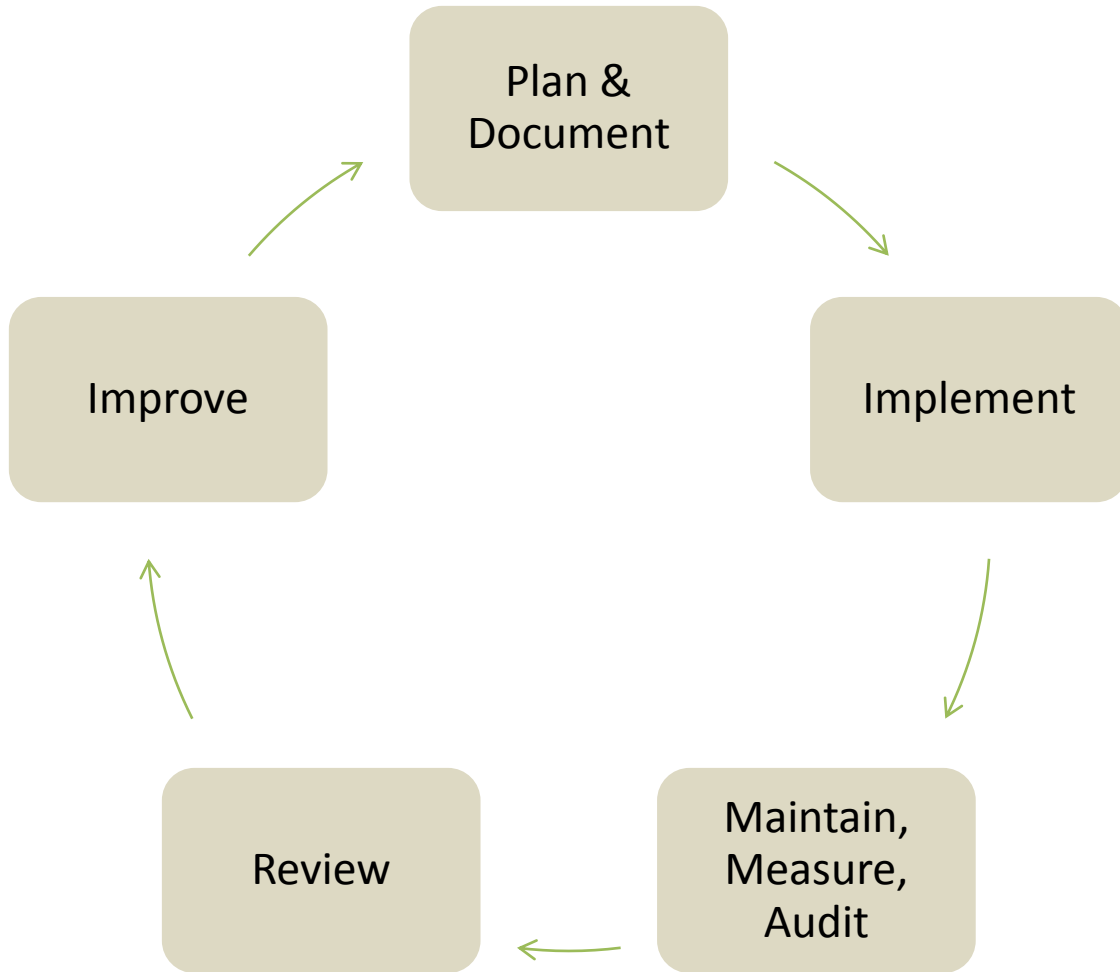 Plan &
Document
Implement
Maintain,
Measure,
Audit
Review
Improve